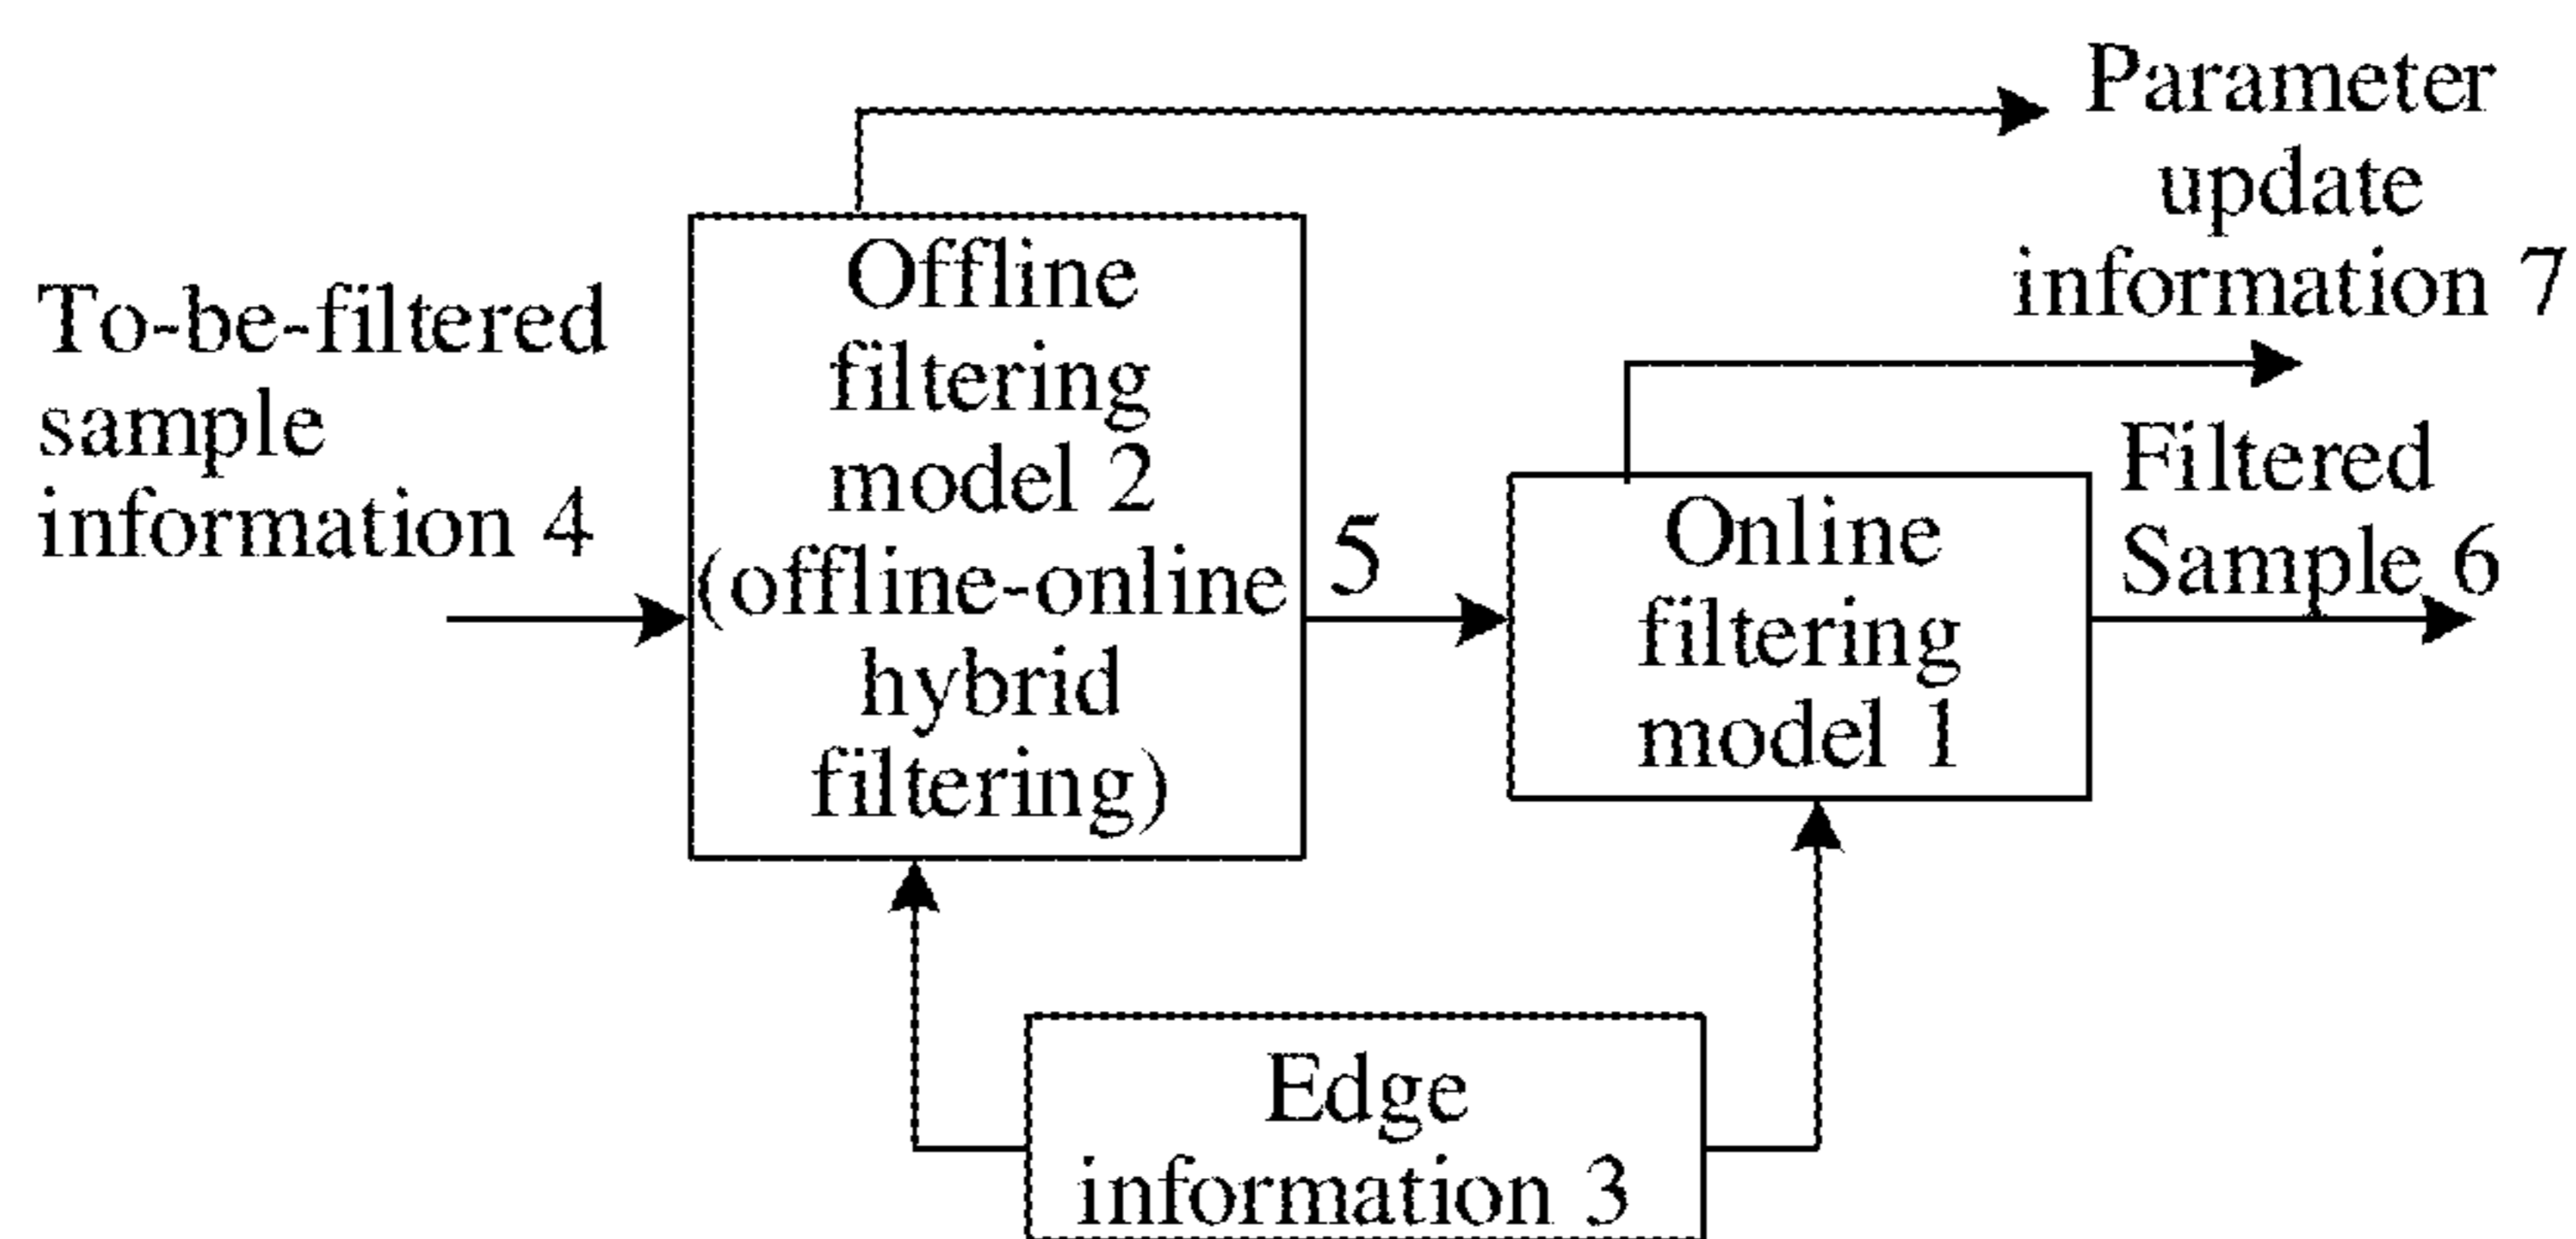 To-be-filtered
sample
information 4
Offline
filtering
model 2
(offline-online
hybrid
filtering)
5
Parameter
update
information 7
Online
filtering
model 1
Filtered
Sample 6
Edge
information 3